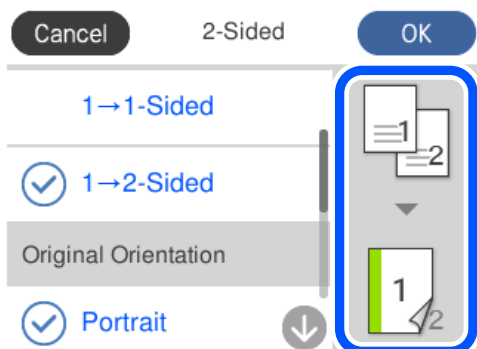 Cancel 2-Sided OK
1→1-Sided
1→2-Sided
Original Orientation
Portrait
1
2
1
2